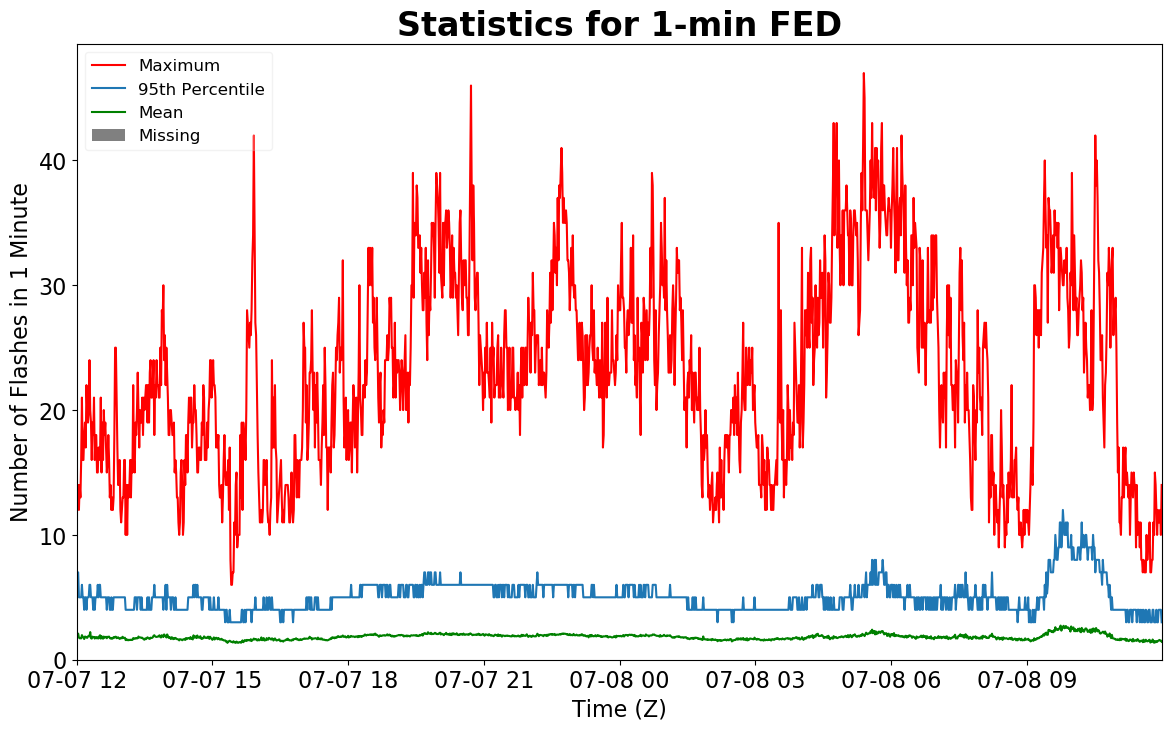 Statistics for 1-min FED
Maximum
95th Percentile
Mean
Missing
Number of Flashes in 1 Minute
40
30
20
10
0
07-07 12 07-07 15 07-07 18 07-07 21 07-08 00 07-08 03 07-08 06 07-08 09
Time (Z)